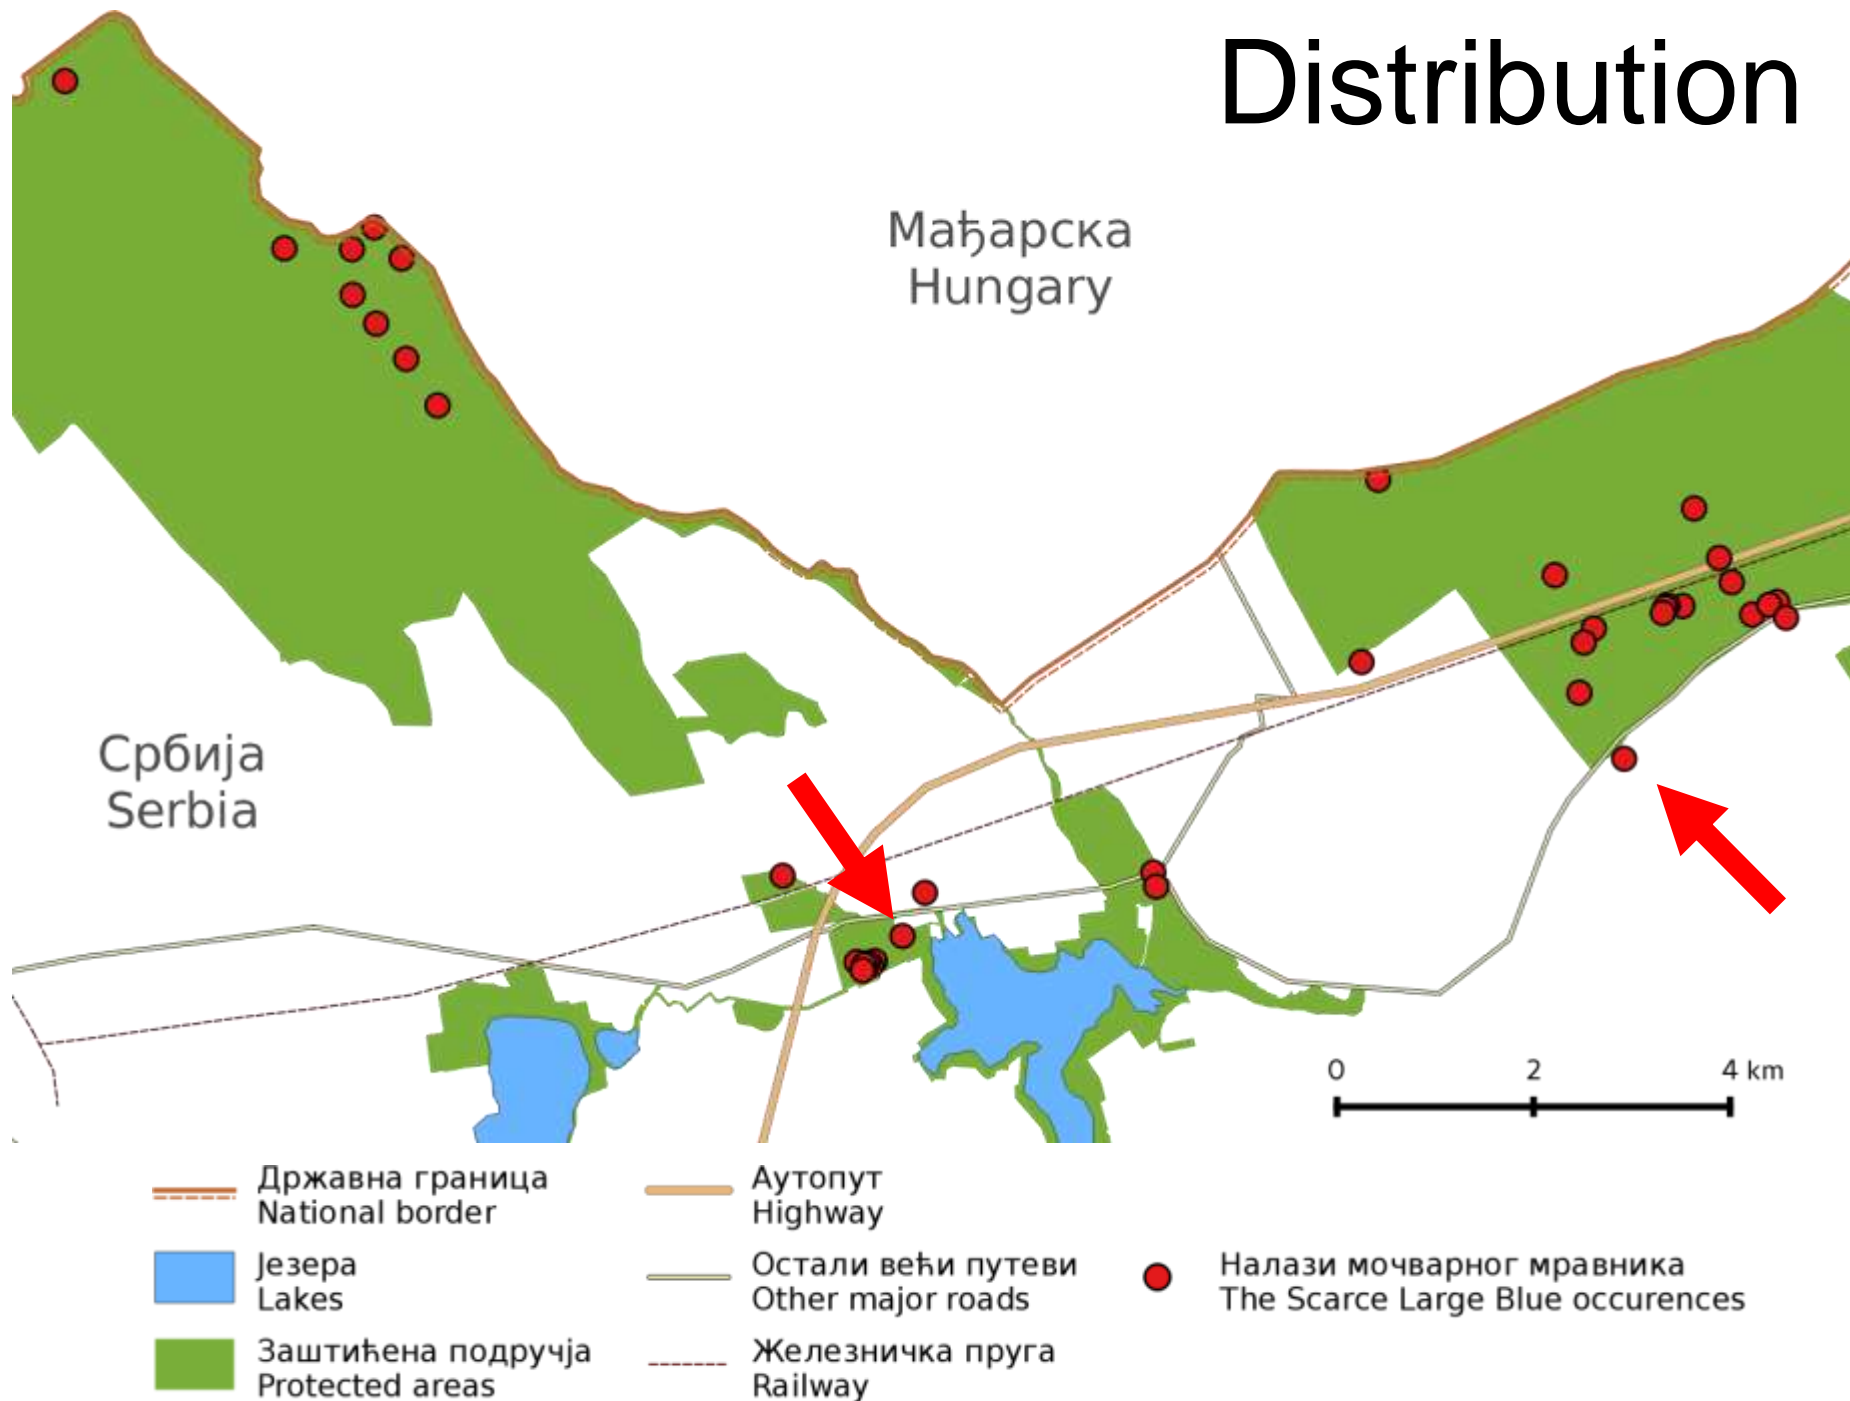 Distribution
Мађарска
Hungary
Србија
Serbia
0 2 4 km
Државна граница
National border
Језера
Lakes
Заштићена подручја
Protected areas
Аутопут
Highway
Остали већи путеви
Other major roads
Железничка пруга
Railway
Налази мочварног мравника
The Scarce Large Blue occurences